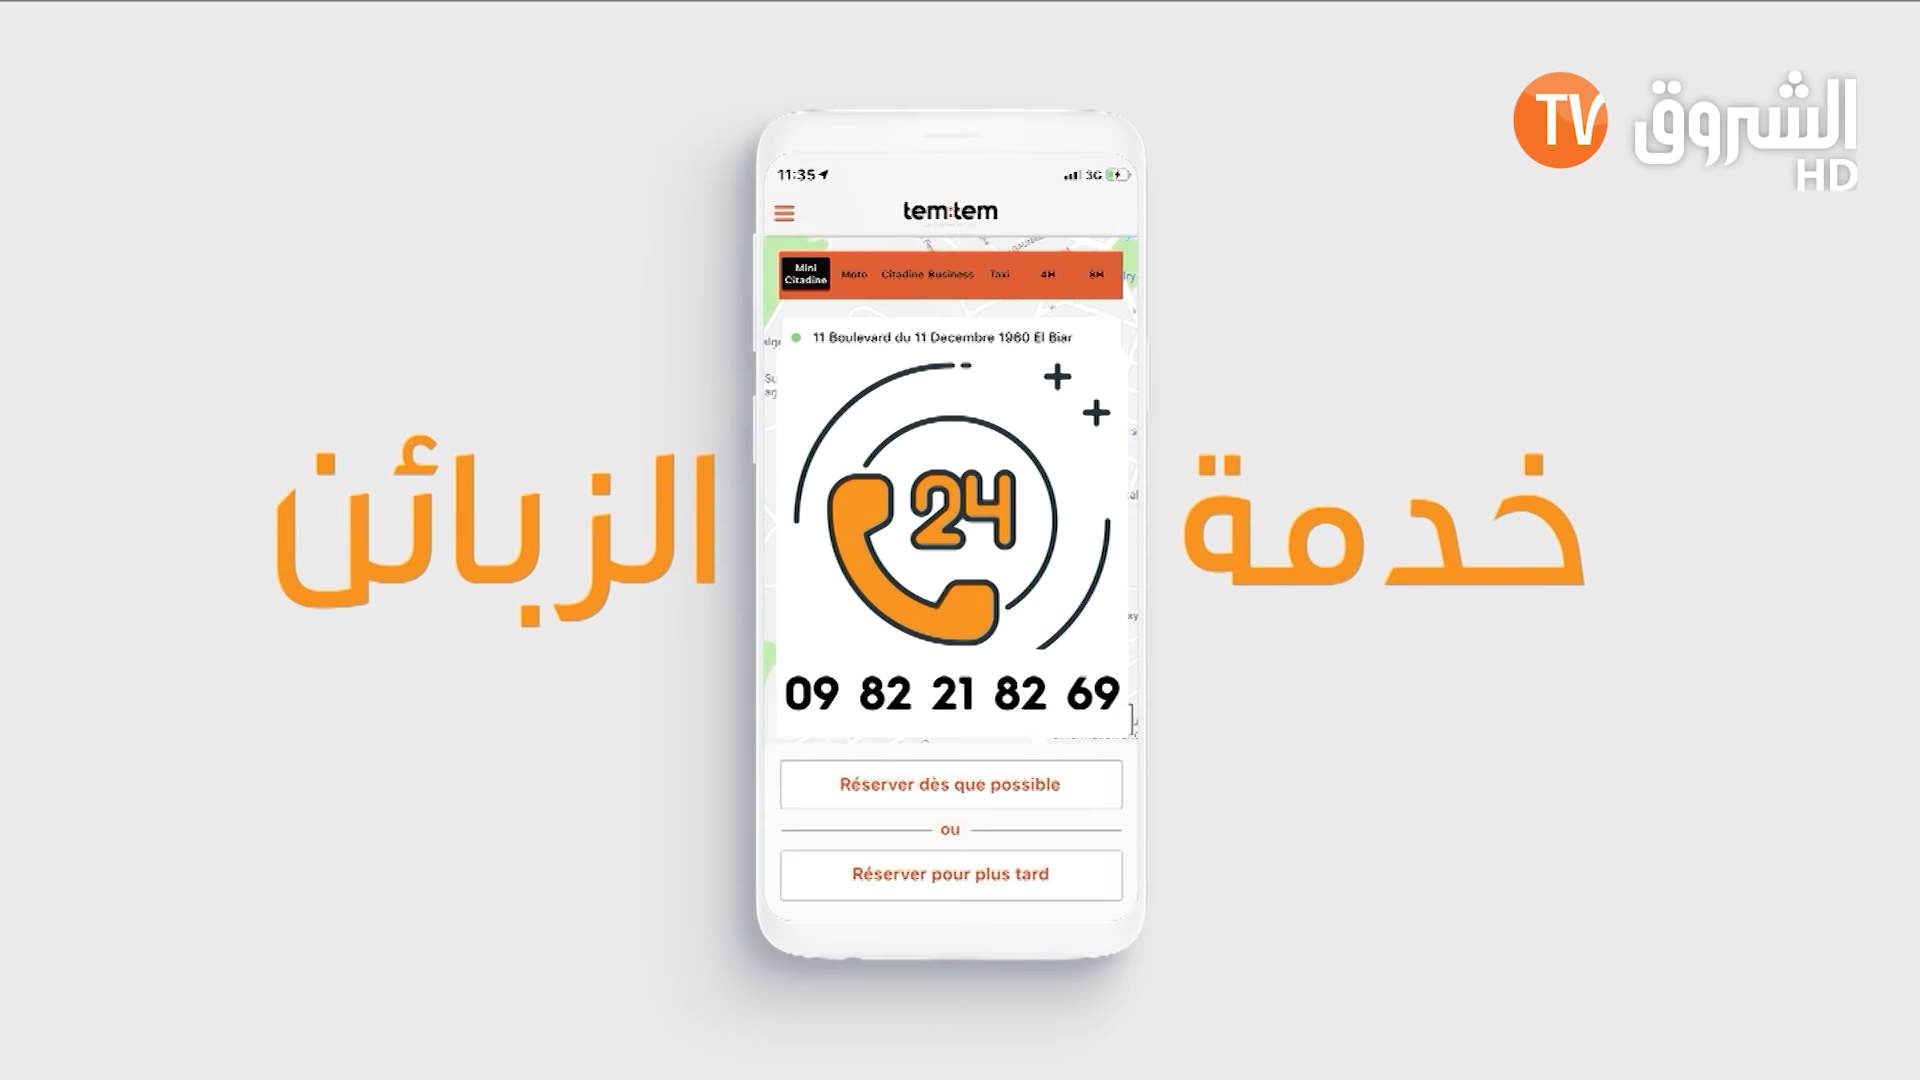 الشروق TV
HD
11:35
3G
tem:tem
Mini Citadine Moto Citadine Business Taxi 4H 8H
11 Boulevard du 11 Decembre 1960 El Biar
24
خدمة الزبائن
09 82 21 82 69
Réserver dès que possible
ou
Réserver pour plus tard